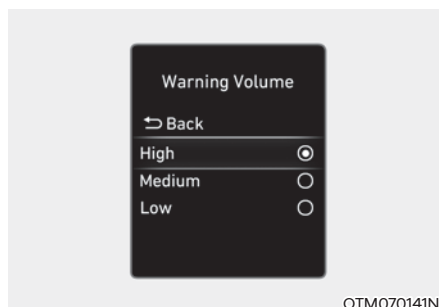 Warning Volume
Back
High
Medium
Low
OTM070141N